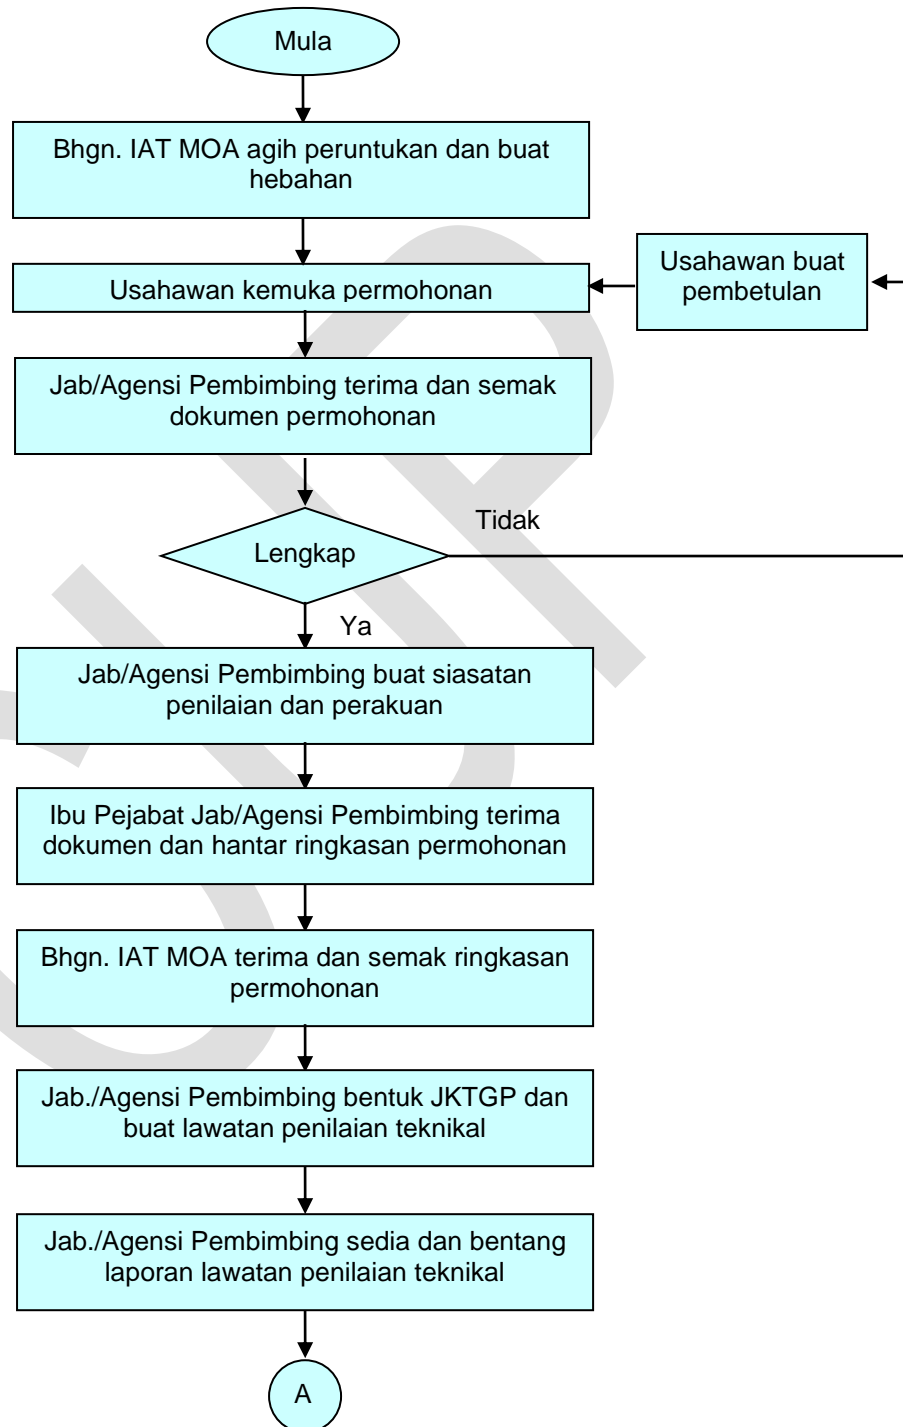 Mula
Bhgn. IAT MOA agih peruntukan dan buat
hebahan
Usahawan buat
pembetulan
Usahawan kemuka permohonan
Jab/Agensi Pembimbing terima dan semak
dokumen permohonan
Tidak
Lengkap
Ya
Jab/Agensi Pembimbing buat siasatan
penilaian dan perakuan
Ibu Pejabat Jab/Agensi Pembimbing terima
dokumen dan hantar ringkasan permohonan
Bhgn. IAT MOA terima dan semak ringkasan
permohonan
Jab./Agensi Pembimbing bentuk JKTGP dan
buat lawatan penilaian teknikal
Jab./Agensi Pembimbing sedia dan bentang
laporan lawatan penilaian teknikal
A